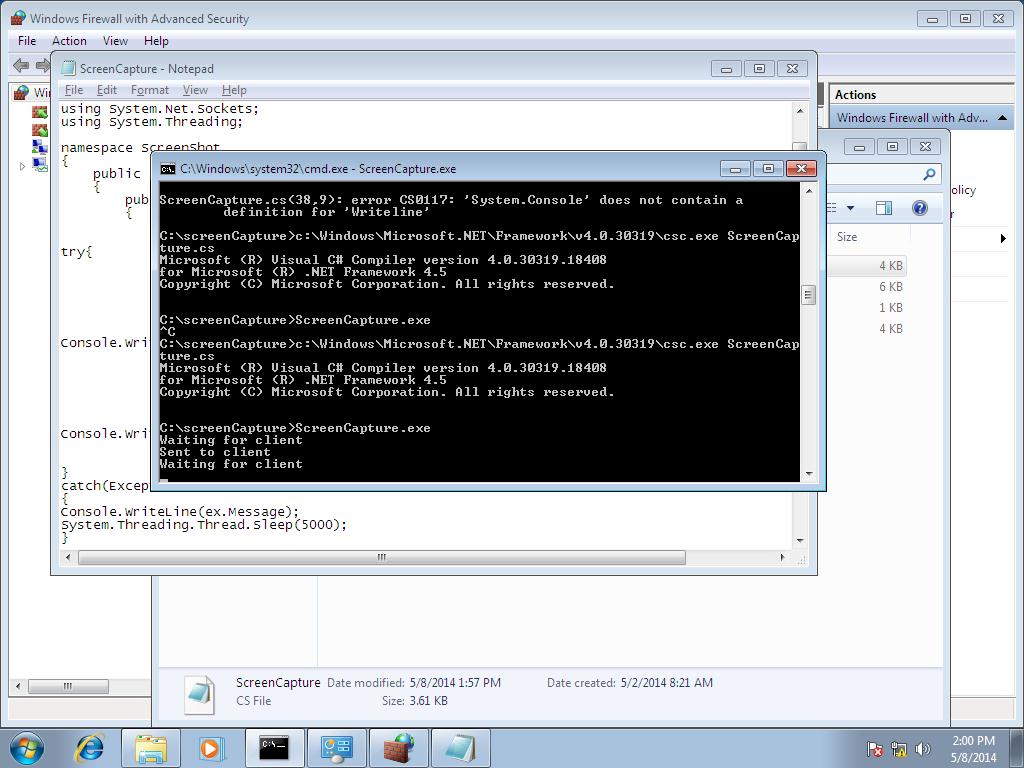 Windows Firewall with Advanced Security
File Action View Help
ScreenCapture - Notepad
File Edit Format View Help
using System.Net.Sockets;
using System.Threading;
namespace ScreenShot
{
public
{
pub
{
try{
Console.Wri
Console.Wri
}
catch(Excep
{
Console.WriteLine(ex.Message);
System.Threading.Thread.Sleep(5000);
}
Wi
Actions
Windows Firewall with Adv...
olicy
Size
4 KB
6 KB
1 KB
4 KB
C:\Windows\system32\cmd.exe - ScreenCapture.exe
ScreenCapture.cs(38,9): error CS0117: 'System.Console' does not contain a
definition for 'Writeline'
C:\screenCapture>c:\Windows\Microsoft.NET\Framework\v4.0.30319\csc.exe ScreenCap
ture.cs
Microsoft (R) Visual C# Compiler version 4.0.30319.18408
for Microsoft (R) .NET Framework 4.5
Copyright (C) Microsoft Corporation. All rights reserved.
C:\screenCapture>ScreenCapture.exe
^C
C:\screenCapture>c:\Windows\Microsoft.NET\Framework\v4.0.30319\csc.exe ScreenCap
ture.cs
Microsoft (R) Visual C# Compiler version 4.0.30319.18408
for Microsoft (R) .NET Framework 4.5
Copyright (C) Microsoft Corporation. All rights reserved.
C:\screenCapture>ScreenCapture.exe
Waiting for client
Sent to client
Waiting for client
ScreenCapture Date modified: 5/8/2014 1:57 PM Date created: 5/2/2014 8:21 AM
CS File Size: 3.61 KB
2:00 PM
5/8/2014